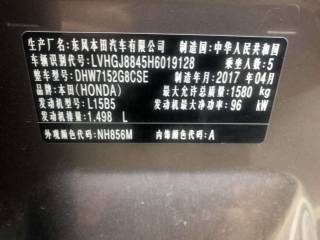 生产厂名：东风本田汽车有限公司 制造国：中华人民共和国
车辆识别代号：LVHGJ8845H6019128 乘坐人数：5
整车型号：DHW7152G8CSE 制造年月：2017 年 04月
品牌：本田(HONDA) 最大允许总质量：1580 kg
发动机型号：L15B5 发动机最大净功率：96 kW
发动机排量：1.498 L
外观颜色代码：NH856M 内饰颜色代码：A